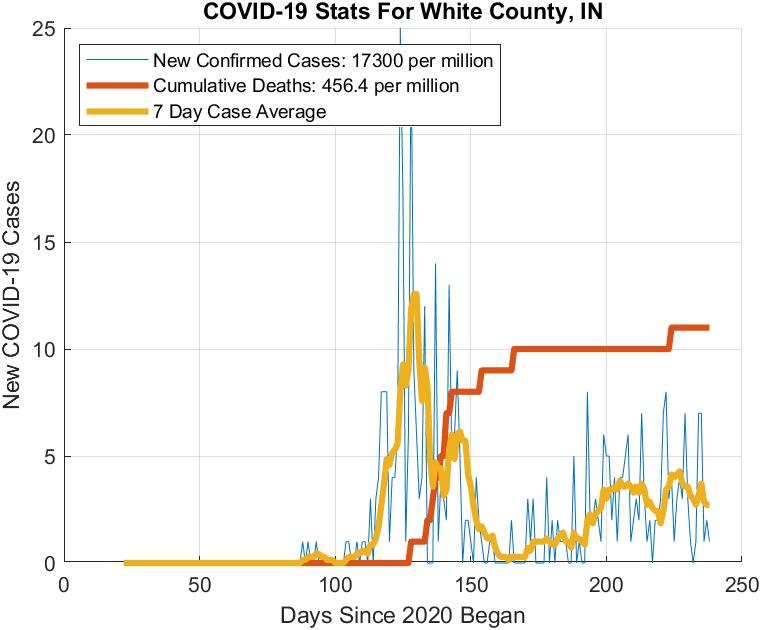 COVID-19 Stats For White County, IN
25
New Confirmed Cases: 17300 per million
Cumulative Deaths: 456.4 per million
7 Day Case Average
20
15
10
5
0
New COVID-19 Cases
0 50 100 150 200 250
Days Since 2020 Began